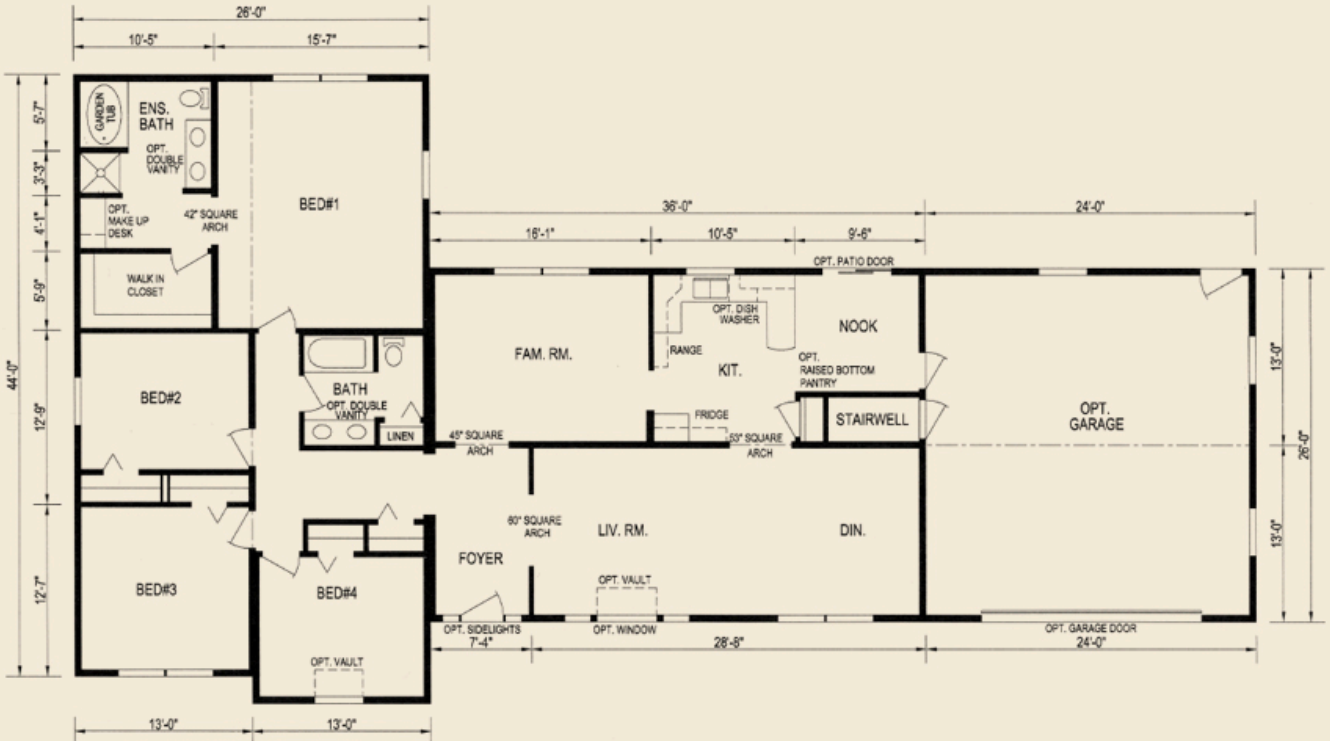 26'-0"
10'-5" 15'-7"
44'-0"
5'-7"
3'-3"
4'-1"
5'-9"
12'-9"
12'-7"
GARDEN
TUB
ENS.
BATH
OPT.
DOUBLE
VANITY
OPT.
MAKE UP
DESK
42" SQUARE
ARCH
BED#1
WALK IN
CLOSET
BED#2
BATH
OPT. DOUBLE
VANITY
LINEN
BED#3
BED#4
OPT. VAULT
13'-0" 13'-0"
36'-0" 24'-0"
16'-1" 10'-5" 9'-6"
OPT. PATIO DOOR
OPT. DISH
WASHER
NOOK
RANGE
FAM. RM.
KIT.
OPT.
RAISED BOTTOM
PANTRY
FRIDGE
STAIRWELL
45" SQUARE
ARCH
53" SQUARE
ARCH
OPT.
GARAGE
60" SQUARE
ARCH
FOYER
LIV. RM.
DIN.
OPT. VAULT
OPT. SIDELIGHTS
OPT. WINDOW
OPT. GARAGE DOOR
7'-4" 28'-8" 24'-0"
13'-0"
13'-0"
26'-0"